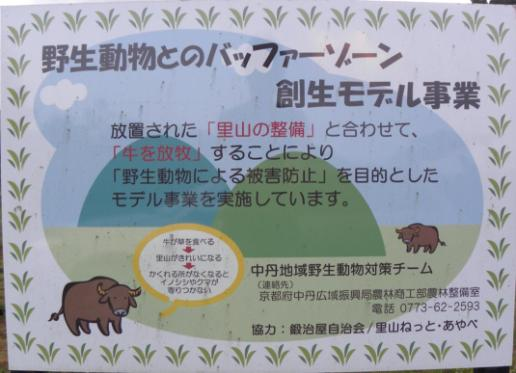 野生動物とのバッファーゾーン
創生モデル事業
放置された「里山の整備」と合わせて、
「牛を放牧」することにより
「野生動物による被害防止」を目的とした
モデル事業を実施しています。
牛が草を食べる
里山がきれいになる
かくれる所がなくなると
イノシシやクマが
寄りつかない
中丹地域野生動物対策チーム
（連絡先）
京都府中丹広域振興局農林商工部農林整備室
電話 0773-62-2593
協力：鍛治屋自治会/里山ねっと・あやべ